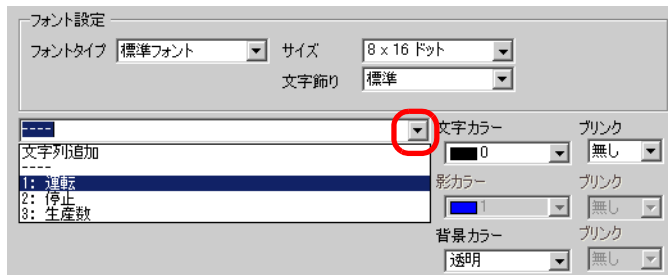 フォント設定
フォントタイプ 標準フォント サイズ 8 x 16 ドット
文字飾り 標準
---- 文字カラー ブリンク
文字列追加 0 無し
----
1: 運転 影カラー ブリンク
2: 停止 1 無し
3: 生産数
背景カラー ブリンク
透明 無し